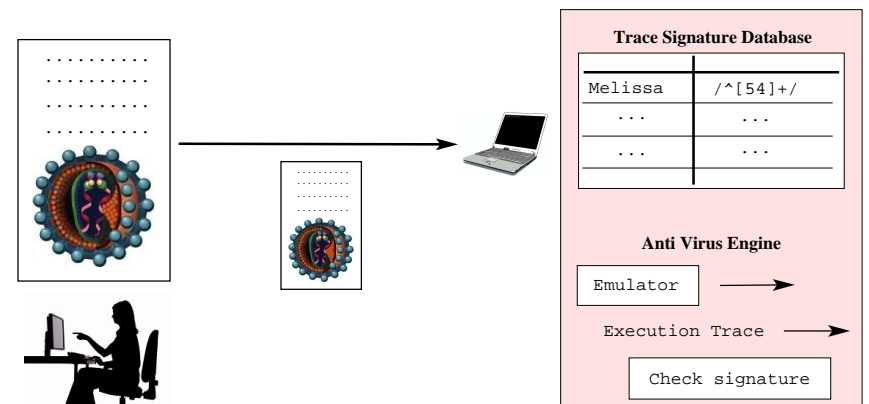 Trace Signature Database
Melissa /^[54]+/
... ...
... ...
Anti Virus Engine
Emulator
Execution Trace
Check signature